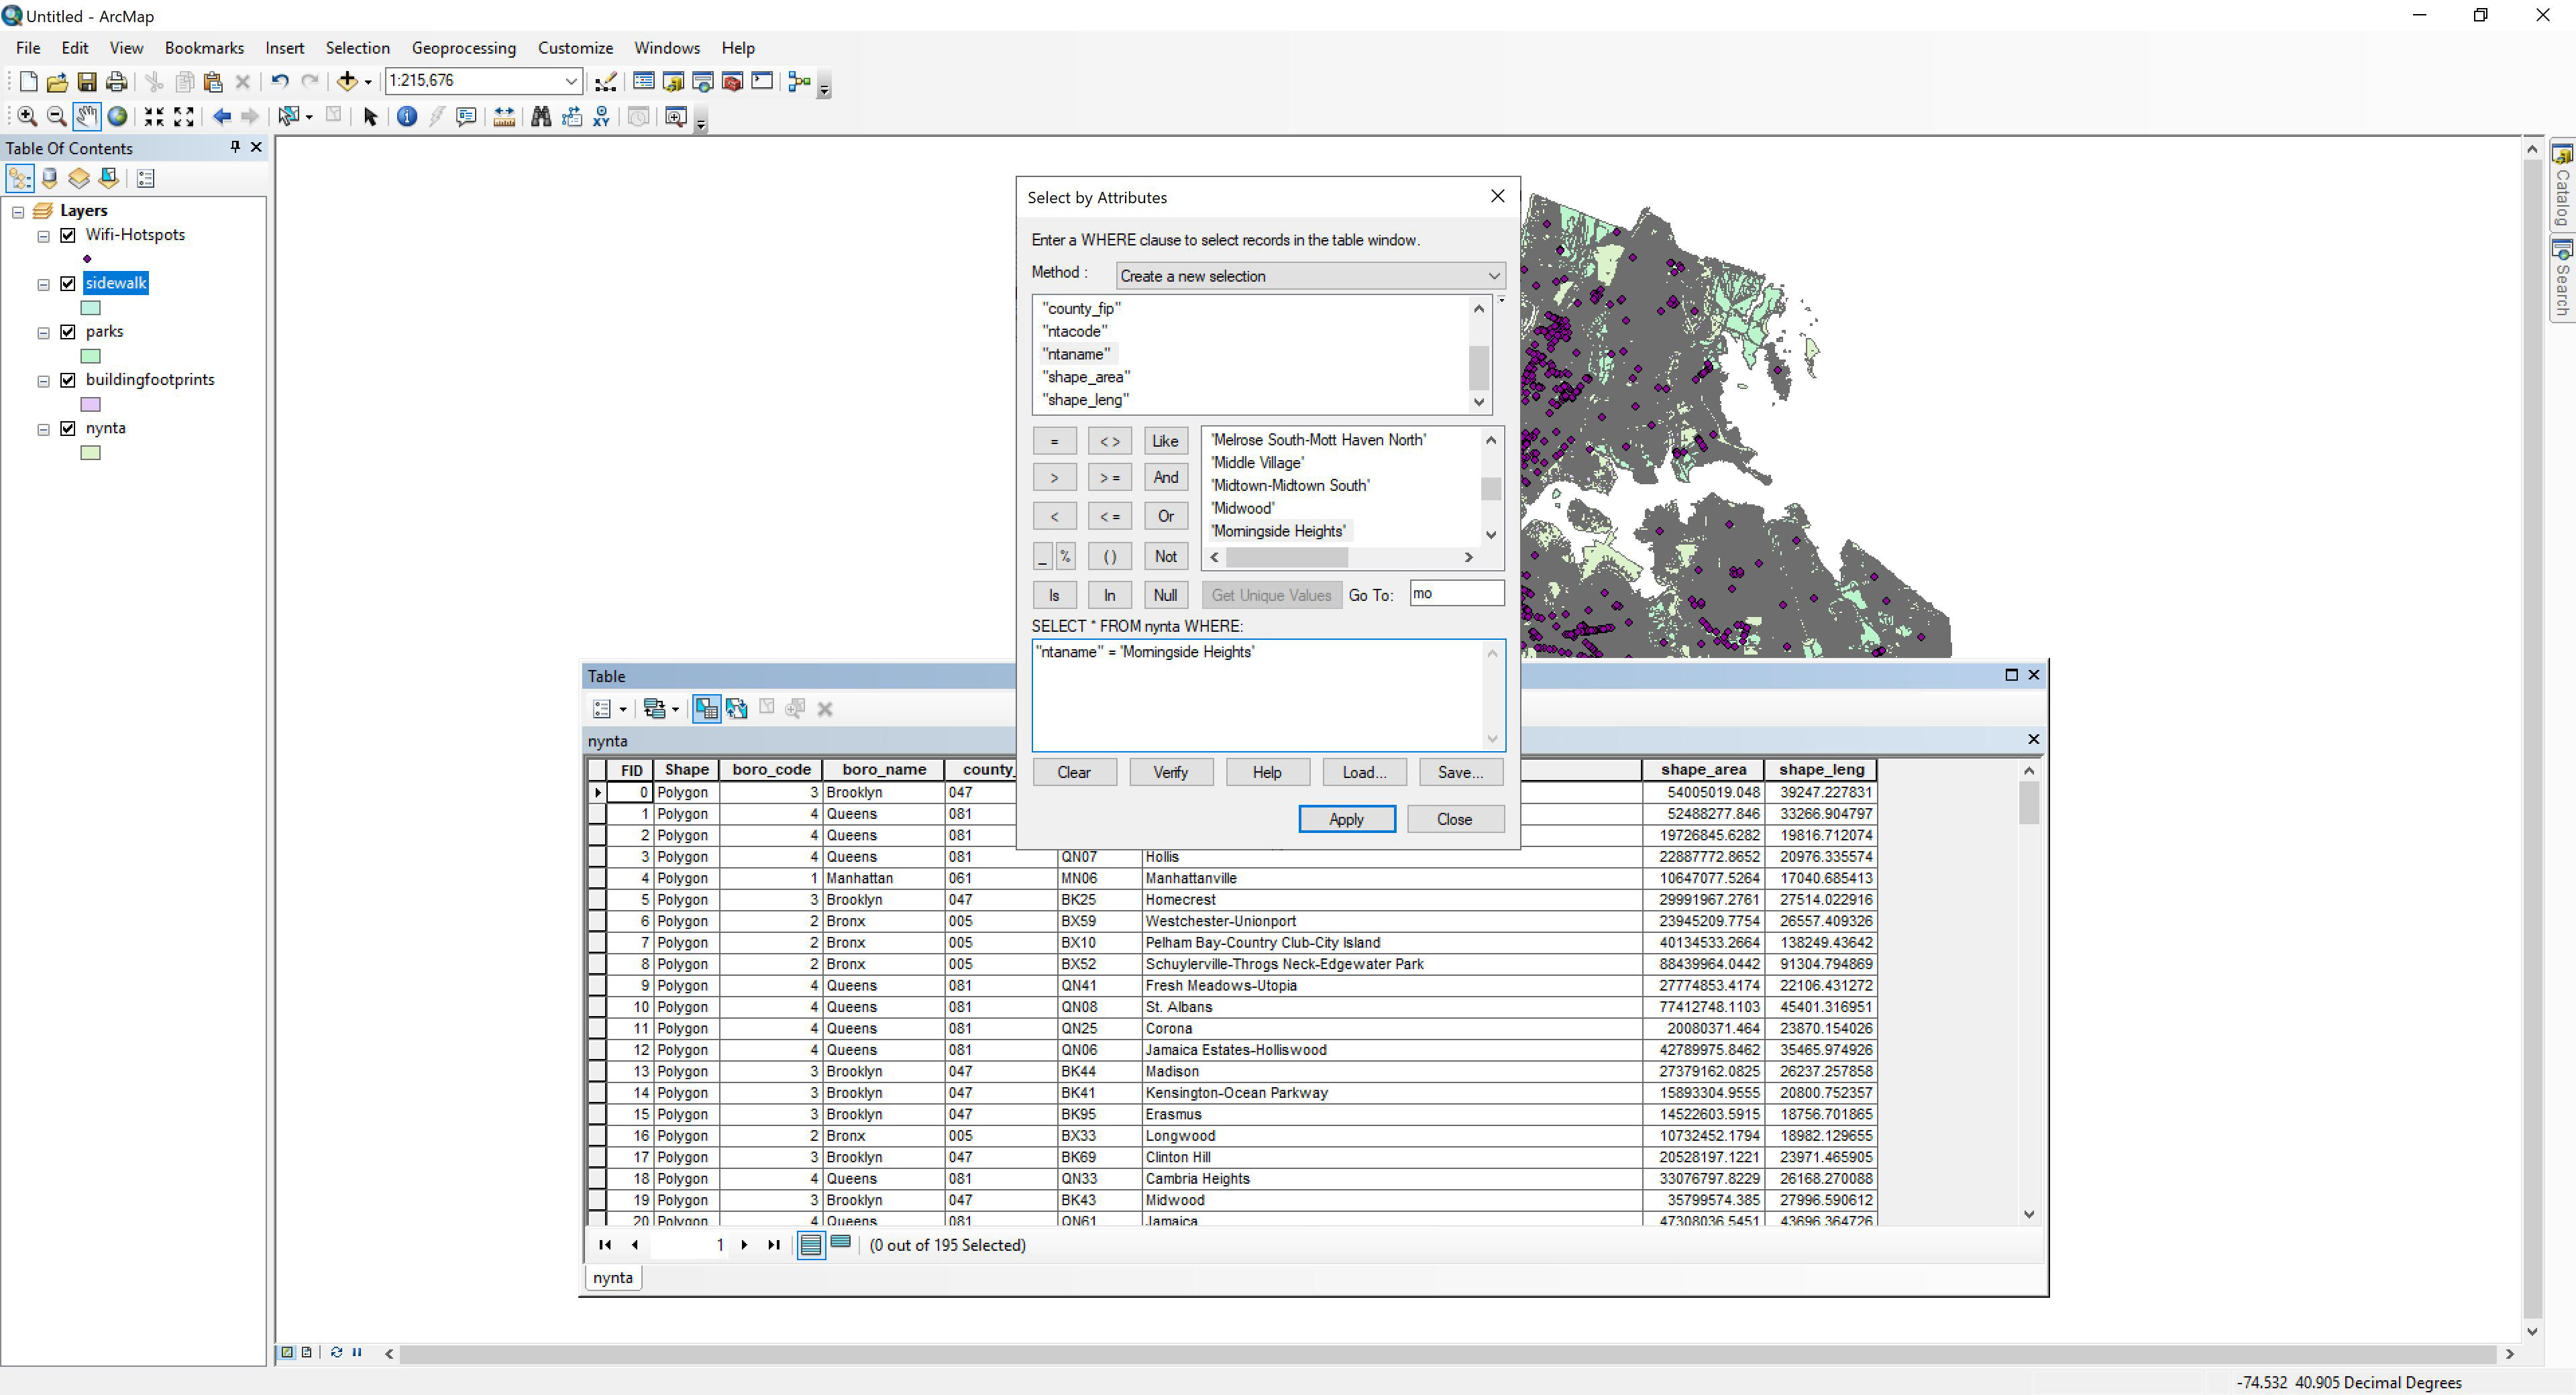 Untitled - ArcMap
File Edit View Bookmarks Insert Selection Geoprocessing Customize Windows Help
1:215,676
Table Of Contents
Layers
Wifi-Hotspots
sidewalk
parks
buildingfootprints
nynta
Catalog
Search
Select by Attributes
Enter a WHERE clause to select records in the table window.
Method : Create a new selection
"county_fip"
"ntacode"
"ntaname"
"shape_area"
"shape_leng"
= < > Like
> > = And
< < = Or
_ % ( ) Not
Is In Null
'Melrose South-Mott Haven North'
'Middle Village'
'Midtown-Midtown South'
'Midwood'
'Morningside Heights'
Get Unique Values Go To: mo
SELECT * FROM nynta WHERE:
"ntaname" = 'Morningside Heights'
Clear Verify Help Load... Save...
Apply Close
Table
nynta
FID Shape boro_code boro_name county_ shape_area shape_leng
0 Polygon 3 Brooklyn 047 54005019.048 39247.227831
1 Polygon 4 Queens 081 52488277.846 33266.904797
2 Polygon 4 Queens 081 19726845.6282 19816.712074
3 Polygon 4 Queens 081 QN07 Hollis 22887772.8652 20976.335574
4 Polygon 1 Manhattan 061 MN06 Manhattanville 10647077.5264 17040.685413
5 Polygon 3 Brooklyn 047 BK25 Homecrest 29991967.2761 27514.022916
6 Polygon 2 Bronx 005 BX59 Westchester-Unionport 23945209.7754 26557.409326
7 Polygon 2 Bronx 005 BX10 Pelham Bay-Country Club-City Island 40134533.2664 138249.43642
8 Polygon 2 Bronx 005 BX52 Schuylerville-Throgs Neck-Edgewater Park 88439964.0442 91304.794869
9 Polygon 4 Queens 081 QN41 Fresh Meadows-Utopia 27774853.4174 22106.431272
10 Polygon 4 Queens 081 QN08 St. Albans 77412748.1103 45401.316951
11 Polygon 4 Queens 081 QN25 Corona 20080371.464 23870.154026
12 Polygon 4 Queens 081 QN06 Jamaica Estates-Holliswood 42789975.8462 35465.974926
13 Polygon 3 Brooklyn 047 BK44 Madison 27379162.0825 26237.257858
14 Polygon 3 Brooklyn 047 BK41 Kensington-Ocean Parkway 15893304.9555 20800.752357
15 Polygon 3 Brooklyn 047 BK95 Erasmus 14522603.5915 18756.701865
16 Polygon 2 Bronx 005 BX33 Longwood 10732452.1794 18982.129655
17 Polygon 3 Brooklyn 047 BK69 Clinton Hill 20528197.1221 23971.465905
18 Polygon 4 Queens 081 QN33 Cambria Heights 33076797.8229 26168.270088
19 Polygon 3 Brooklyn 047 BK43 Midwood 35799574.385 27996.590612
20 Polygon 4 Queens 081 QN61 Jamaica 47308036.5451 43696.364726
1 (0 out of 195 Selected)
nynta
-74.532 40.905 Decimal Degrees